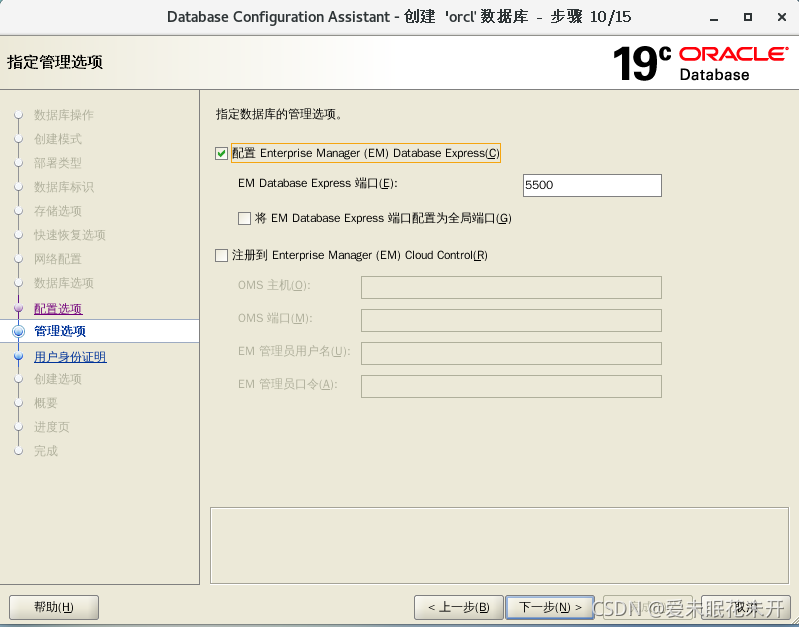 Database Configuration Assistant - 创建 'orcl' 数据库 - 步骤 10/15
指定管理选项
19c ORACLE Database
数据库操作
创建模式
部署类型
数据库标识
存储选项
快速恢复选项
网络配置
数据库选项
配置选项
管理选项
用户身份证明
创建选项
概要
进度页
完成
指定数据库的管理选项。
配置 Enterprise Manager (EM) Database Express(C)
EM Database Express 端口(E): 5500
将 EM Database Express 端口配置为全局端口(G)
注册到 Enterprise Manager (EM) Cloud Control(R)
OMS 主机(O):
OMS 端口(M):
EM 管理员用户名(U):
EM 管理员口令(A):
帮助(H)
< 上一步(B)
下一步(N) >
取消
CSDN @爱未眠花未开